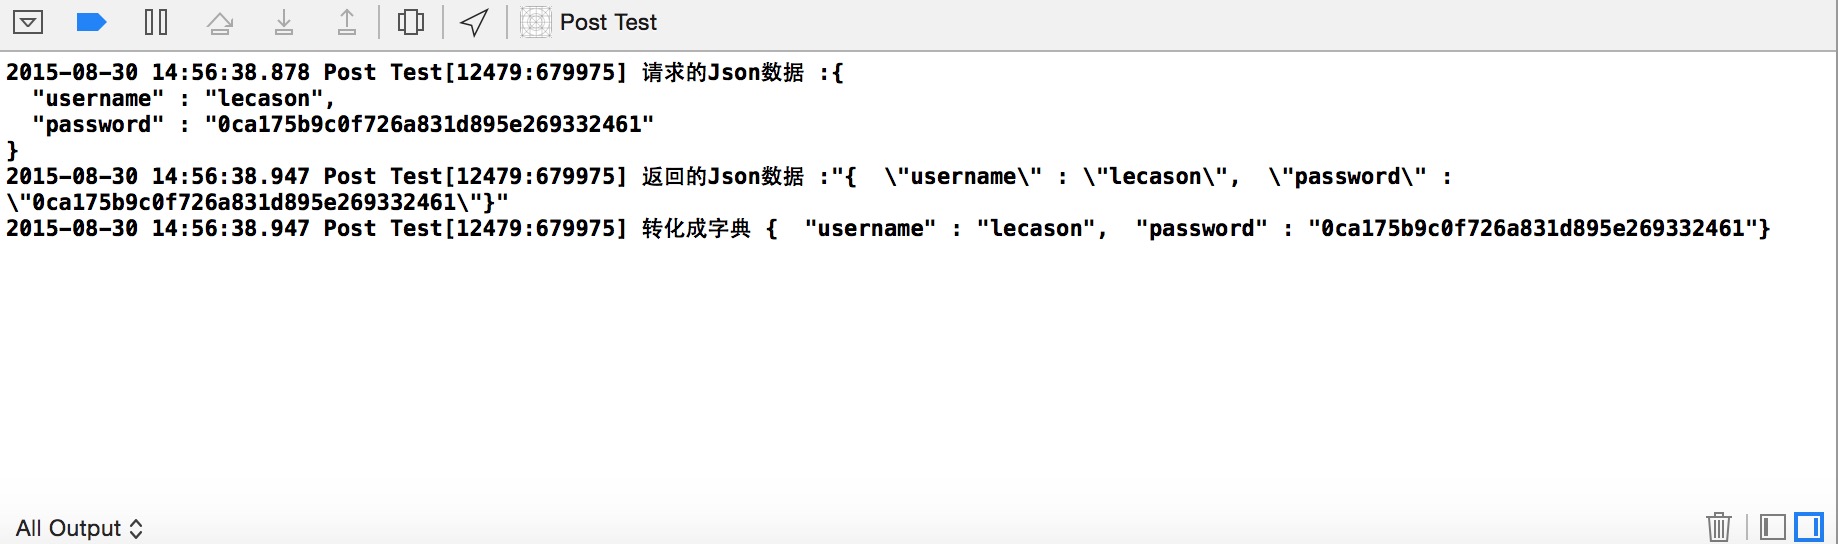 Post Test
2015-08-30 14:56:38.878 Post Test[12479:679975] 请求的Json数据 :{
  "username" : "lecason",
  "password" : "0ca175b9c0f726a831d895e269332461"
}
2015-08-30 14:56:38.947 Post Test[12479:679975] 返回的Json数据 :"{  \"username\" : \"lecason\",  \"password\" :
\"0ca175b9c0f726a831d895e269332461\"}"
2015-08-30 14:56:38.947 Post Test[12479:679975] 转化成字典 {  "username" : "lecason",  "password" : "0ca175b9c0f726a831d895e269332461"}
All Output